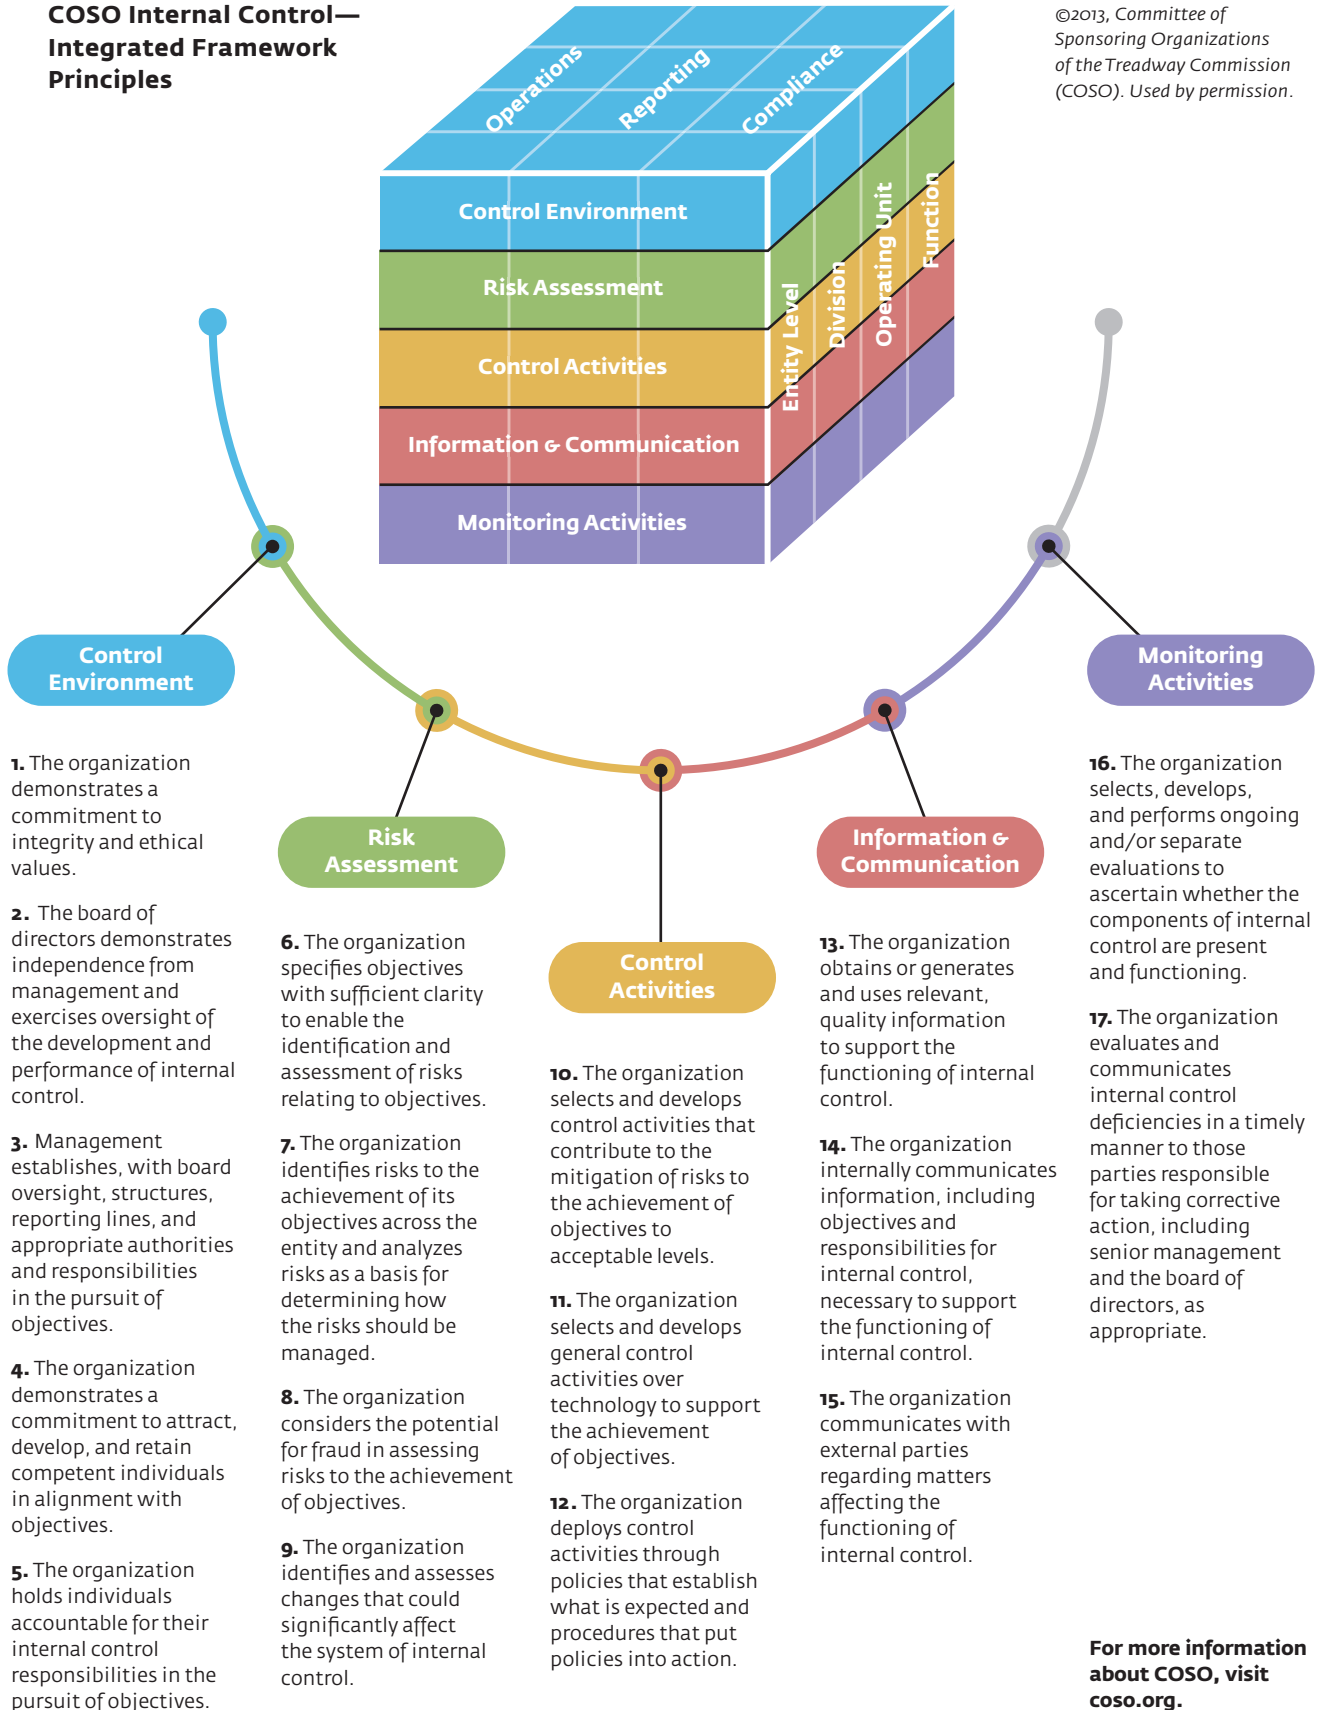 COSO Internal Control—
Integrated Framework
Principles
©2013, Committee of
Sponsoring Organizations
of the Treadway Commission
(COSO). Used by permission.
Operations
Reporting
Compliance
Control Environment
Risk Assessment
Control Activities
Information & Communication
Monitoring Activities
Entity Level
Division
Operating Unit
Function
Control
Environment
1. The organization
demonstrates a
commitment to
integrity and ethical
values.
2. The board of
directors demonstrates
independence from
management and
exercises oversight of
the development and
performance of internal
control.
3. Management
establishes, with board
oversight, structures,
reporting lines, and
appropriate authorities
and responsibilities
in the pursuit of
objectives.
4. The organization
demonstrates a
commitment to attract,
develop, and retain
competent individuals
in alignment with
objectives.
5. The organization
holds individuals
accountable for their
internal control
responsibilities in the
pursuit of objectives.
Risk
Assessment
6. The organization
specifies objectives
with sufficient clarity
to enable the
identification and
assessment of risks
relating to objectives.
7. The organization
identifies risks to the
achievement of its
objectives across the
entity and analyzes
risks as a basis for
determining how
the risks should be
managed.
8. The organization
considers the potential
for fraud in assessing
risks to the achievement
of objectives.
9. The organization
identifies and assesses
changes that could
significantly affect
the system of internal
control.
Control
Activities
10. The organization
selects and develops
control activities that
contribute to the
mitigation of risks to
the achievement of
objectives to
acceptable levels.
11. The organization
selects and develops
general control
activities over
technology to support
the achievement
of objectives.
12. The organization
deploys control
activities through
policies that establish
what is expected and
procedures that put
policies into action.
Information &
Communication
13. The organization
obtains or generates
and uses relevant,
quality information
to support the
functioning of internal
control.
14. The organization
internally communicates
information, including
objectives and
responsibilities for
internal control,
necessary to support
the functioning of
internal control.
15. The organization
communicates with
external parties
regarding matters
affecting the
functioning of
internal control.
Monitoring
Activities
16. The organization
selects, develops,
and performs ongoing
and/or separate
evaluations to
ascertain whether the
components of internal
control are present
and functioning.
17. The organization
evaluates and
communicates
internal control
deficiencies in a timely
manner to those
parties responsible
for taking corrective
action, including
senior management
and the board of
directors, as
appropriate.
For more information
about COSO, visit
coso.org.